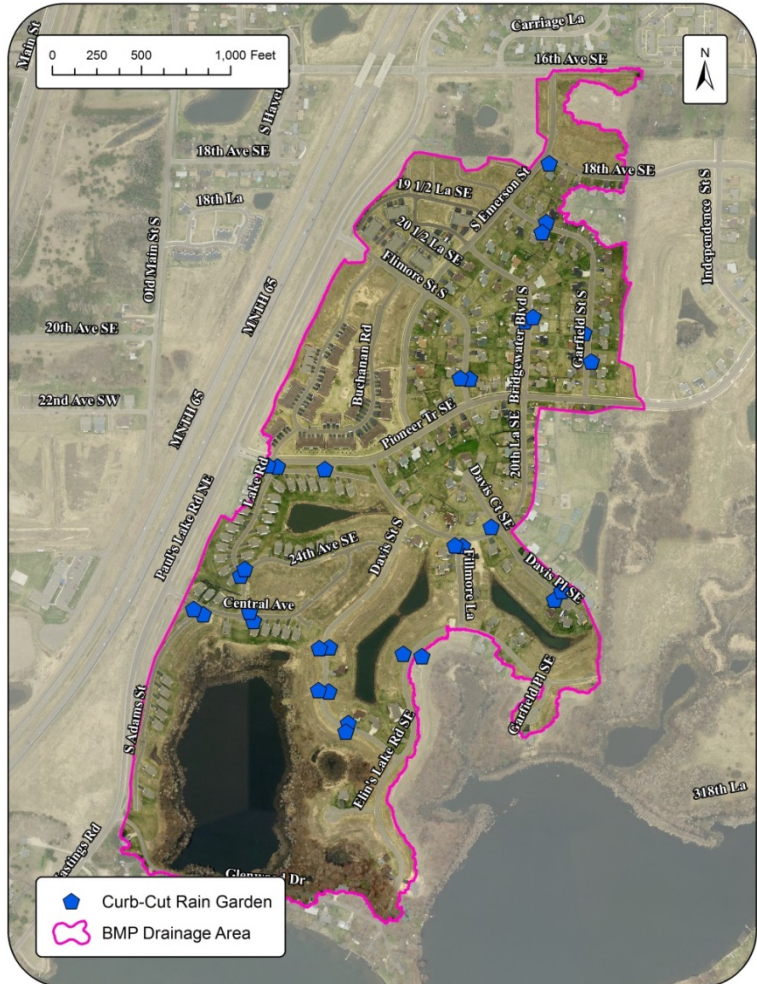 Main St
Carriage La
0 250 500 1,000 Feet
N
16th Ave SE
18th Ave SE
18th Ave SE
18th La
19 1/2 La SE
S Emerson St
20 1/2 La SE
Independence St S
Old Main St S
Elimore St S
MNTH 65
20th Ave SE
Bridgewater Blvd S
Garfield St S
Buchanan Rd
22nd Ave SW
MNTH 65
Pioneer Tr SE
20th La SE
Lake Rd
Davis Ct SE
Paul's Lake Rd NE
24th Ave SE
Davis St S
Fillmore La
Davis Pl SE
Central Ave
S Adams St
Garfield Pl SE
Elin's Lake Rd SE
318th La
Curb-Cut Rain Garden
BMP Drainage Area